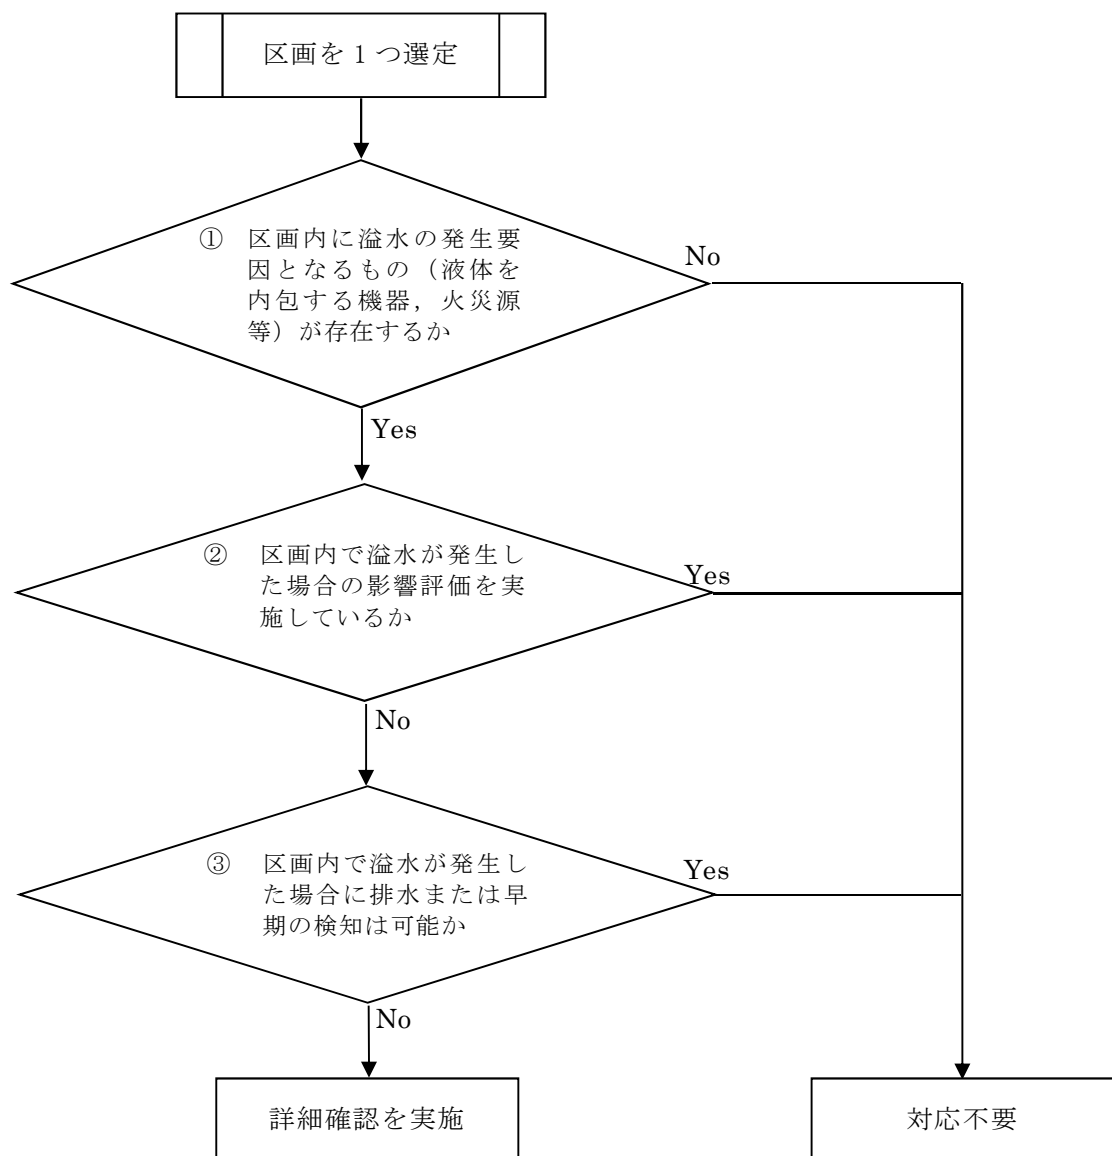 区画を１つ選定
① 区画内に溢水の発生要
因となるもの（液体を
内包する機器，火災源
等）が存在するか
No
Yes
② 区画内で溢水が発生し
た場合の影響評価を実
施しているか
Yes
No
③ 区画内で溢水が発生し
た場合に排水または早
期の検知は可能か
Yes
No
詳細確認を実施
対応不要